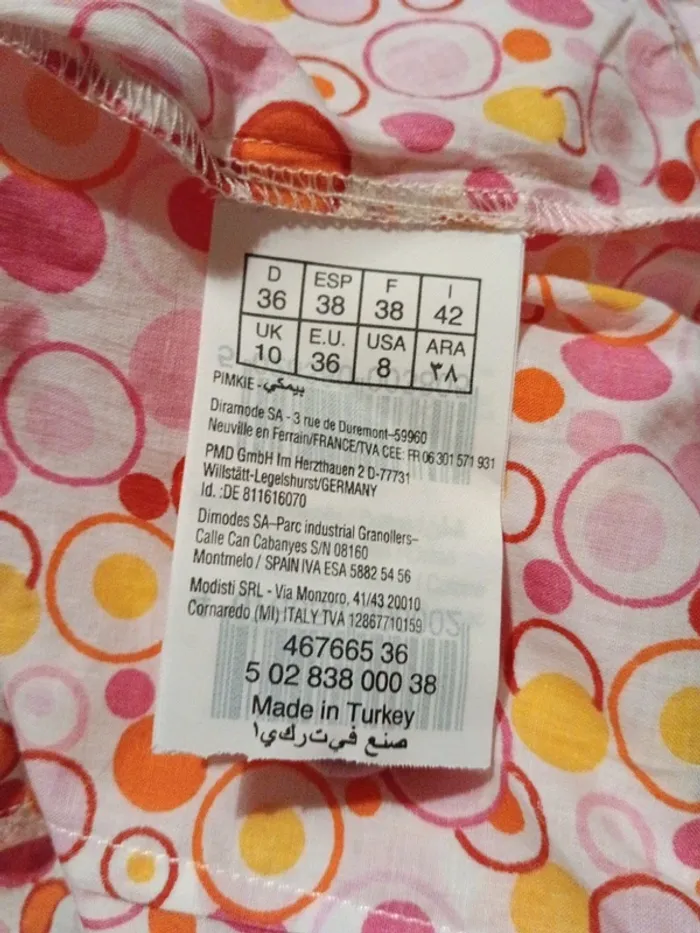 D ESP F I
36 38 38 42
UK E.U. USA ARA
10 36 8 ٣٨
PIMKIE - بيمكي
Diramode SA - 3 rue de Duremont-59960
Neuville en Ferrain/FRANCE/TVA CEE: FR 06 301 571 931
PMD GmbH Im Herzthauen 2 D-77731
Willstätt-Legelshurst/GERMANY
Id. :DE 811616070
Dimodes SA-Parc industrial Granollers-
Calle Can Cabanyes S/N 08160
Montmelo / SPAIN IVA ESA 5882 54 56
Modisti SRL - Via Monzoro, 41/43 20010
Cornaredo (MI) ITALY TVA 12867710159
467665 36
5 02 838 000 38
Made in Turkey
صنع في تركيا